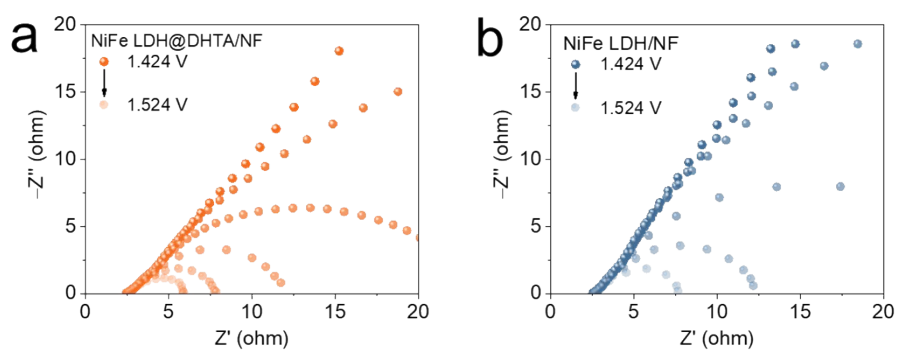 a
NiFe LDH@DHTA/NF
1.424 V
1.524 V
20
15
10
5
0
0 5 10 15 20
−Z" (ohm)
Z' (ohm)
b
NiFe LDH/NF
1.424 V
1.524 V
20
15
10
5
0
0 5 10 15 20
−Z" (ohm)
Z' (ohm)